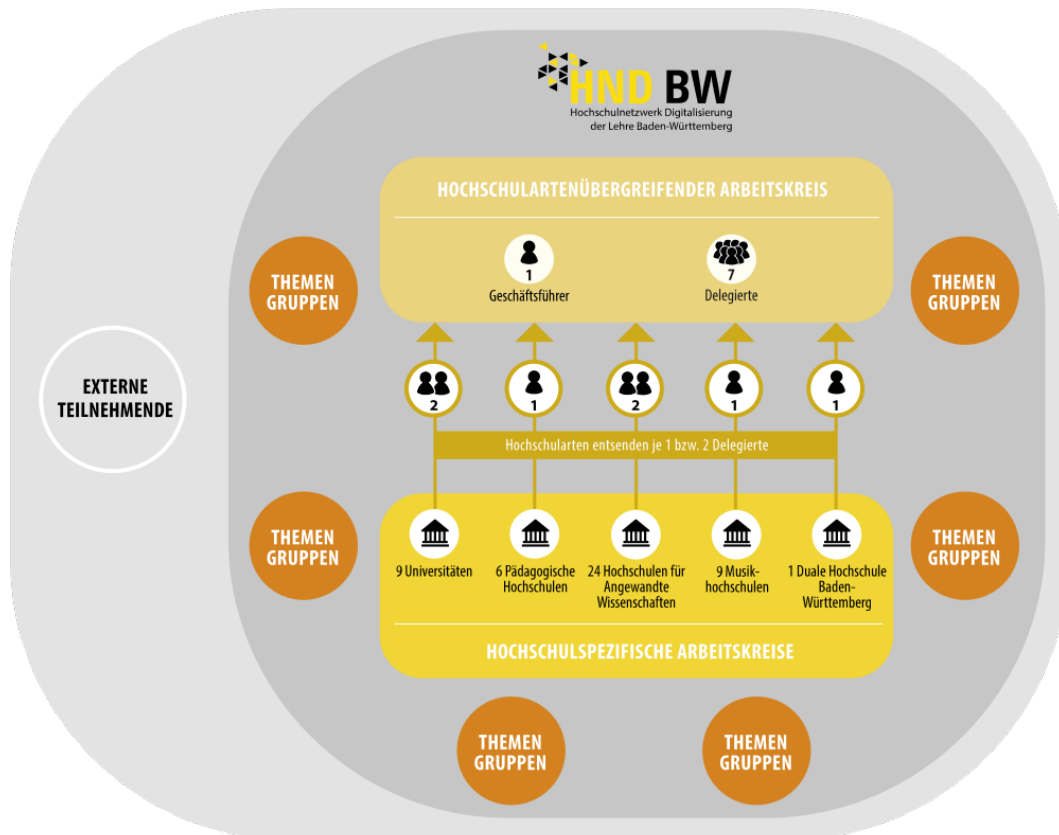 HND BW
Hochschulnetzwerk Digitalisierung
der Lehre Baden-Württemberg
HOCHSCHULARTENÜBERGREIFENDER ARBEITSKREIS
1
Geschäftsführer
7
Delegierte
THEMEN
GRUPPEN
THEMEN
GRUPPEN
EXTERNE
TEILNEHMENDE
2
1
2
1
1
Hochschularten entsenden je 1 bzw. 2 Delegierte
THEMEN
GRUPPEN
THEMEN
GRUPPEN
9 Universitäten
6 Pädagogische
Hochschulen
24 Hochschulen für
Angewandte
Wissenschaften
9 Musik-
hochschulen
1 Duale Hochschule
Baden-
Württemberg
HOCHSCHULSPEZIFISCHE ARBEITSKREISE
THEMEN
GRUPPEN
THEMEN
GRUPPEN